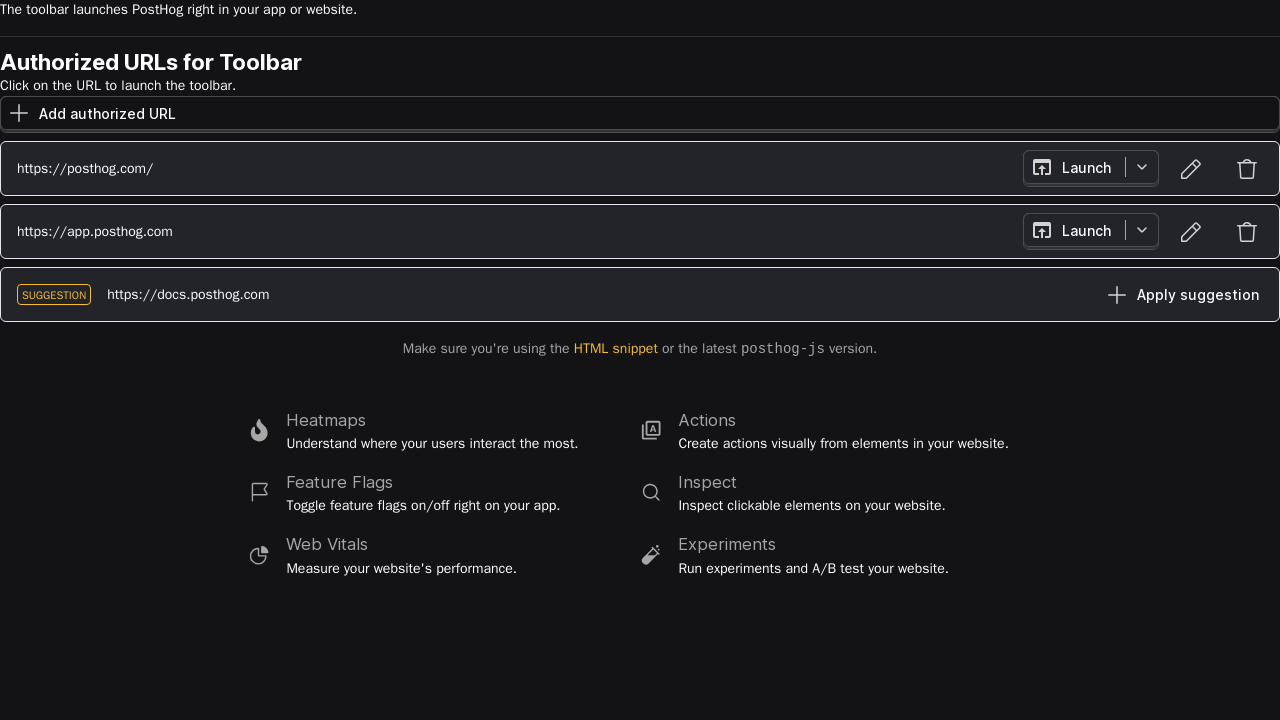 The toolbar launches PostHog right in your app or website.
Authorized URLs for Toolbar
Click on the URL to launch the toolbar.
Add authorized URL
https://posthog.com/ Launch
https://app.posthog.com Launch
SUGGESTION https://docs.posthog.com Apply suggestion
Make sure you're using the HTML snippet or the latest posthog-js version.
Heatmaps
Understand where your users interact the most.
Actions
Create actions visually from elements in your website.
Feature Flags
Toggle feature flags on/off right on your app.
Inspect
Inspect clickable elements on your website.
Web Vitals
Measure your website's performance.
Experiments
Run experiments and A/B test your website.